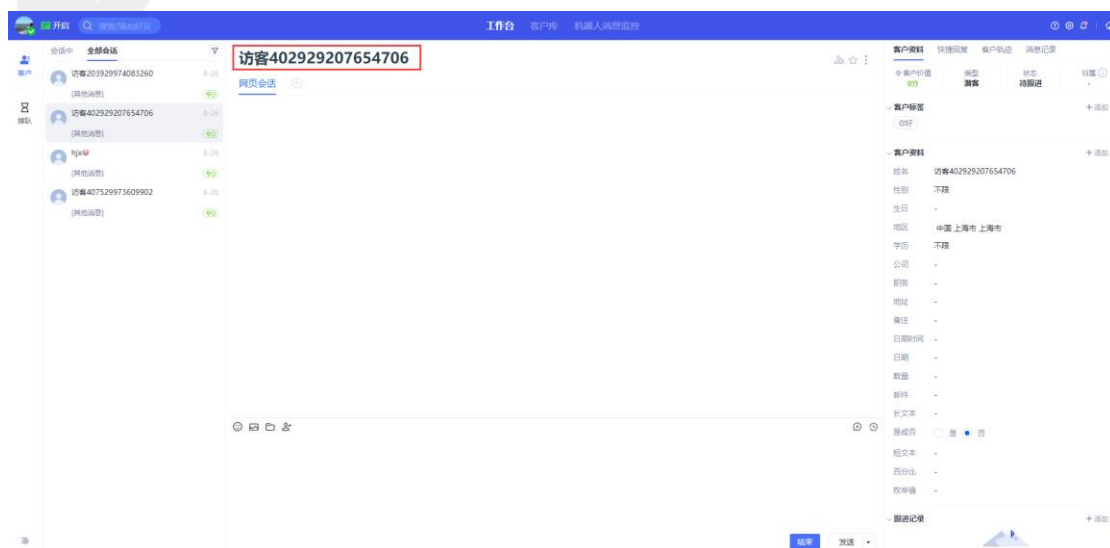 开启
搜索/添加好友
工作台 客户库 机器人消息监控
客户
排队
会话中 全部会话
访客203929974083260 8-26
[其他消息]
访客402929207654706 8-26
[其他消息]
hjx 8-26
[其他消息]
访客407529973609902 8-26
[其他消息]
访客402929207654706
网页会话
结束 发送
客户资料 快捷回复 客户轨迹 消息记录
客户价值 类型 状态 归属
0分 潜客 待跟进 -
客户标签 + 添加
你好
客户资料 + 添加
姓名 访客402929207654706
性别 不限
生日 -
地区 中国 上海市 上海市
学历 不限
公司 -
职务 -
地址 -
备注 -
日期时间 -
日期 -
数量 -
邮件 -
长文本 -
是或否 是 否
短文本 -
百分比 -
枚举值 -
跟进记录 + 添加